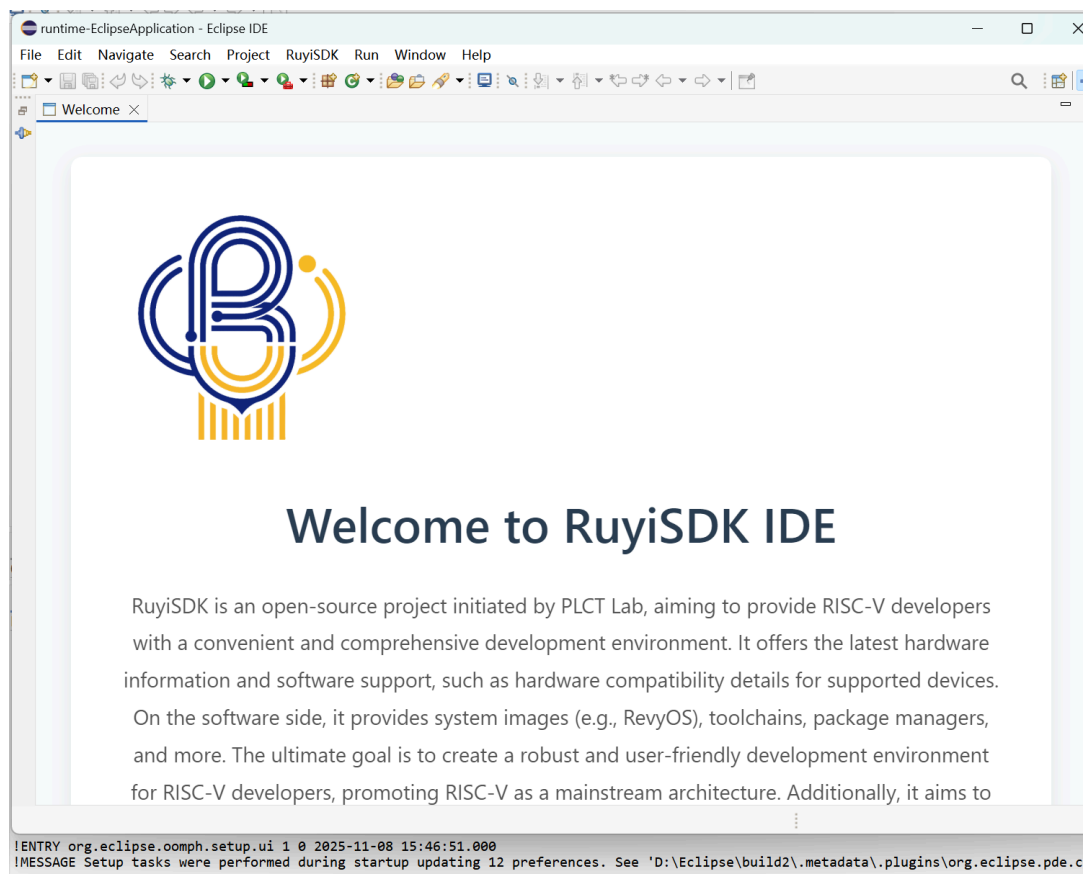 runtime-EclipseApplication - Eclipse IDE
File Edit Navigate Search Project RuyiSDK Run Window Help
Welcome
Welcome to RuyiSDK IDE
RuyiSDK is an open-source project initiated by PLCT Lab, aiming to provide RISC-V developers
with a convenient and comprehensive development environment. It offers the latest hardware
information and software support, such as hardware compatibility details for supported devices.
On the software side, it provides system images (e.g., RevyOS), toolchains, package managers,
and more. The ultimate goal is to create a robust and user-friendly development environment
for RISC-V developers, promoting RISC-V as a mainstream architecture. Additionally, it aims to
!ENTRY org.eclipse.oomph.setup.ui 1 0 2025-11-08 15:46:51.000
!MESSAGE Setup tasks were performed during startup updating 12 preferences. See 'D:\Eclipse\build2\.metadata\.plugins\org.eclipse.pde.c